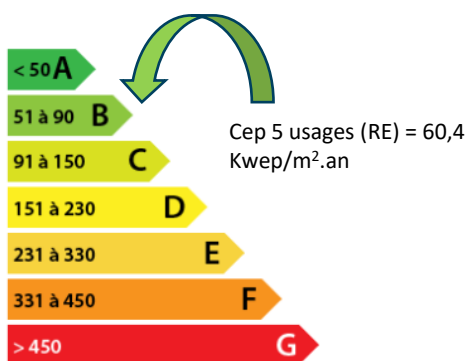 < 50 A
51 à 90 B
Cep 5 usages (RE) = 60,4
Kwep/m².an
91 à 150 C
151 à 230 D
231 à 330 E
331 à 450 F
> 450 G